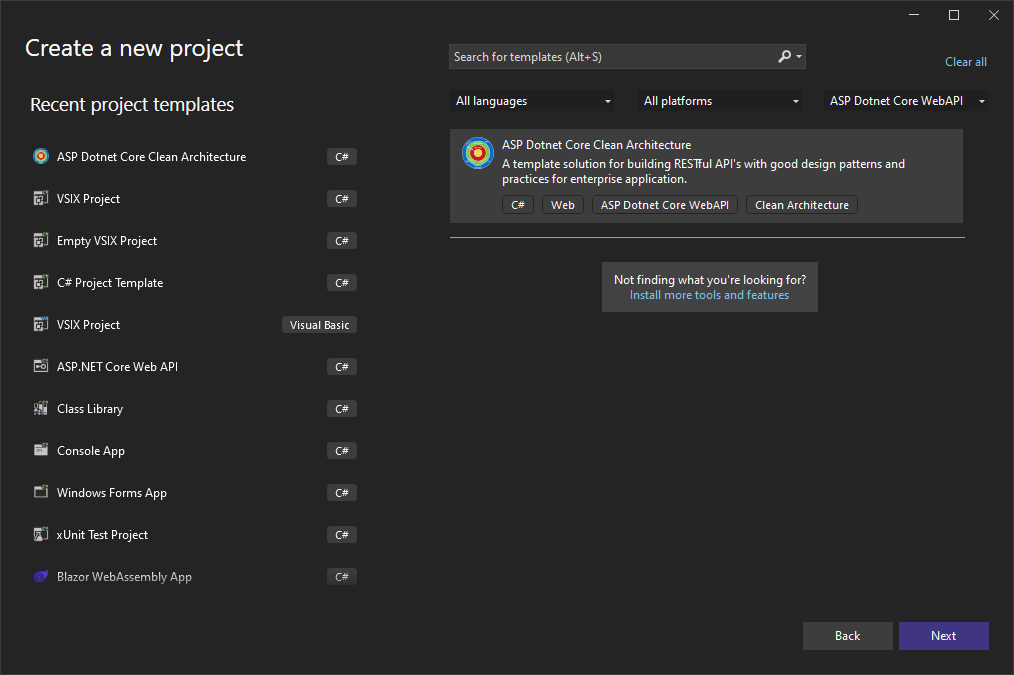 Create a new project
Search for templates (Alt+S)
Clear all
Recent project templates
All languages
All platforms
ASP Dotnet Core WebAPI
ASP Dotnet Core Clean Architecture C#
VSIX Project C#
Empty VSIX Project C#
C# Project Template C#
VSIX Project Visual Basic
ASP.NET Core Web API C#
Class Library C#
Console App C#
Windows Forms App C#
xUnit Test Project C#
Blazor WebAssembly App C#
ASP Dotnet Core Clean Architecture
A template solution for building RESTful API's with good design patterns and
practices for enterprise application.
C# Web ASP Dotnet Core WebAPI Clean Architecture
Not finding what you're looking for?
Install more tools and features
Back
Next